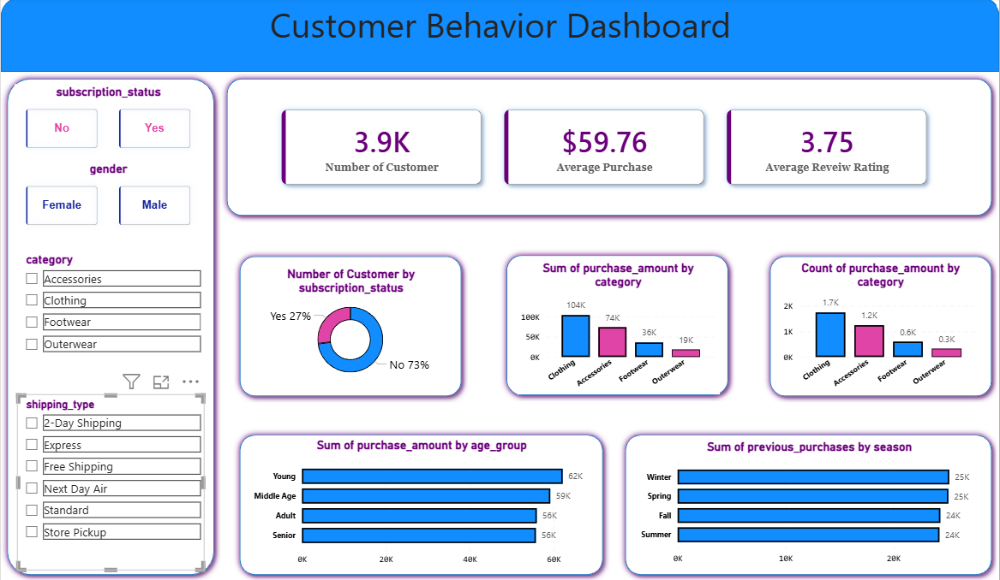 Customer Behavior Dashboard
subscription_status
No
Yes
gender
Female
Male
category
Accessories
Clothing
Footwear
Outerwear
shipping_type
2-Day Shipping
Express
Free Shipping
Next Day Air
Standard
Store Pickup
3.9K
Number of Customer
$59.76
Average Purchase
3.75
Average Reveiw Rating
Number of Customer by
subscription_status
Yes 27%
No 73%
Sum of purchase_amount by
category
100K
50K
0K
104K
74K
36K
19K
Clothing
Accessories
Footwear
Outerwear
Count of purchase_amount by
category
2K
1K
0K
1.7K
1.2K
0.6K
0.3K
Clothing
Accessories
Footwear
Outerwear
Sum of purchase_amount by age_group
Young 62K
Middle Age 59K
Adult 56K
Senior 56K
0K 20K 40K 60K
Sum of previous_purchases by season
Winter 25K
Spring 25K
Fall 24K
Summer 24K
0K 10K 20K